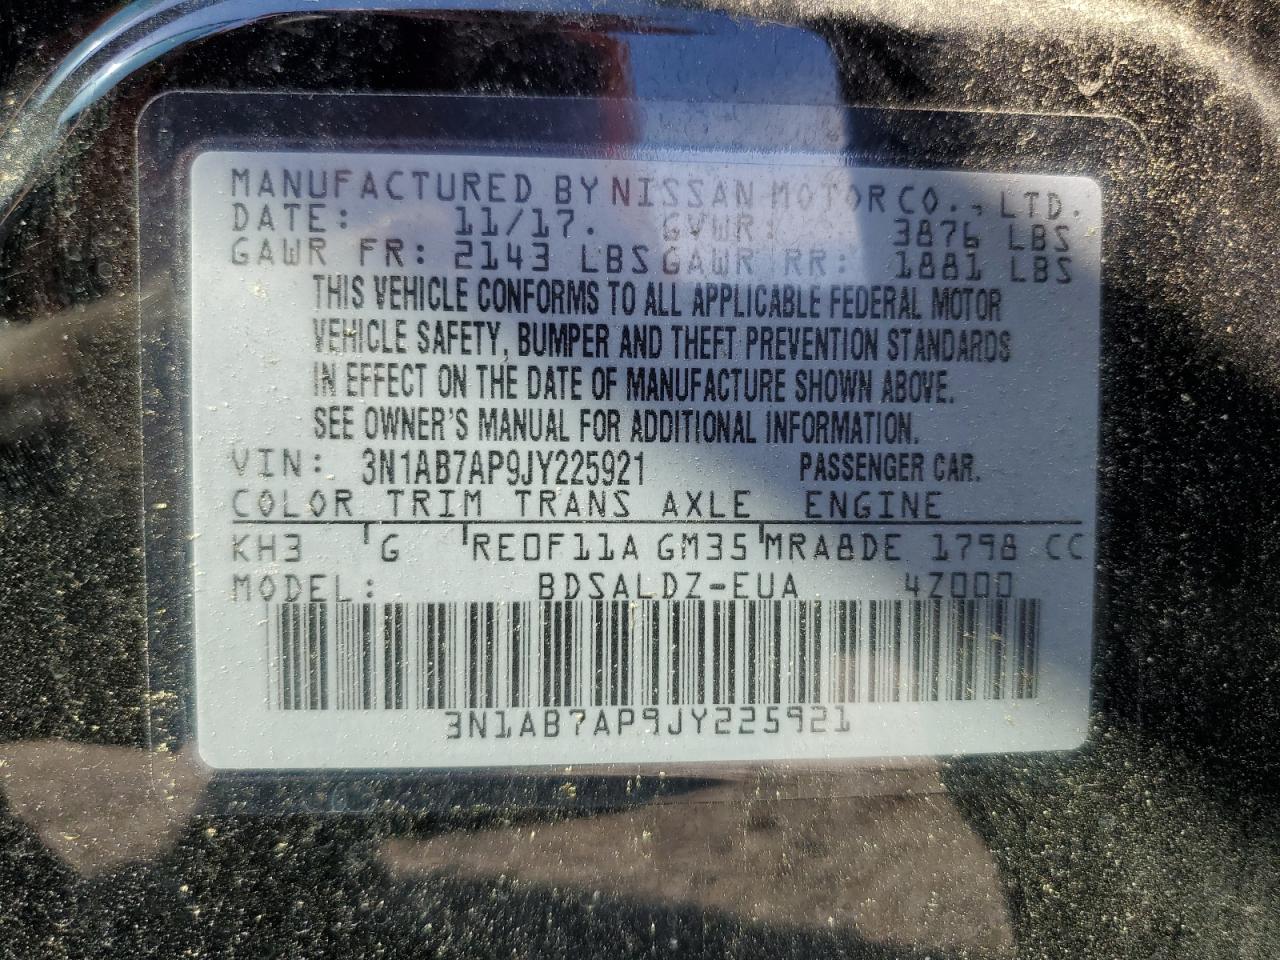 MANUFACTURED BY NISSAN MOTOR CO., LTD.
DATE: 11/17. GVWR: 3876 LBS
GAWR FR: 2143 LBS GAWR RR: 1881 LBS
THIS VEHICLE CONFORMS TO ALL APPLICABLE FEDERAL MOTOR
VEHICLE SAFETY, BUMPER AND THEFT PREVENTION STANDARDS
IN EFFECT ON THE DATE OF MANUFACTURE SHOWN ABOVE.
SEE OWNER'S MANUAL FOR ADDITIONAL INFORMATION.
VIN: 3N1AB7AP9JY225921 PASSENGER CAR.
COLOR TRIM TRANS AXLE ENGINE
KH3 G RE0F11A GM35 MRA8DE 1798 CC
MODEL: BDSALDZ-EUA 4Z000
3N1AB7AP9JY225921